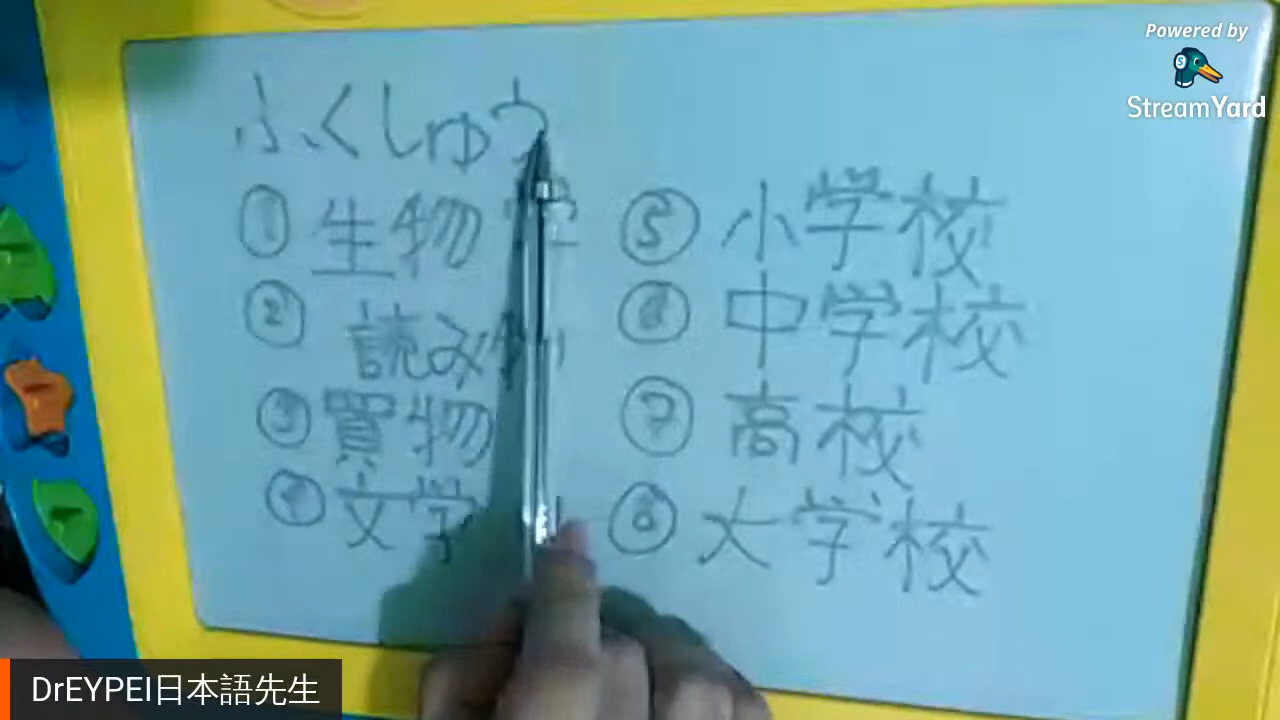 Powered by
StreamYard
ふくしゅう
① 生物学
② 読み物
③ 買物
④ 文学
⑤ 小学校
⑥ 中学校
⑦ 高校
⑧ 大学校
DrEYPEI日本語先生